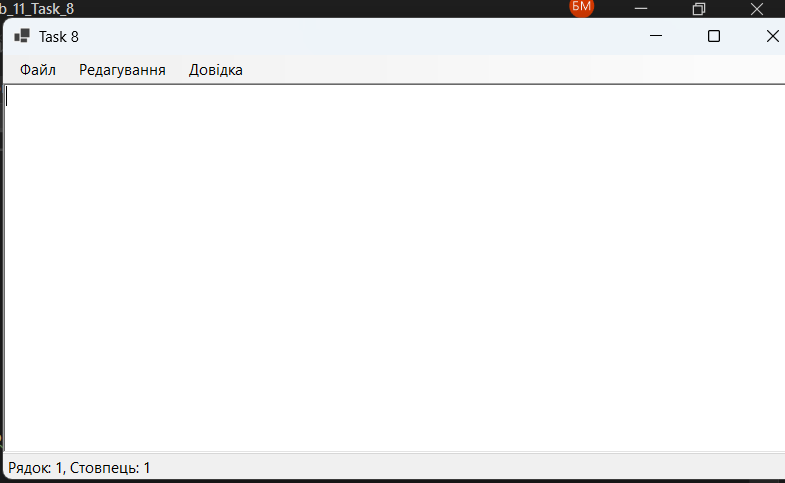 b_11_Task_8 БМ
Task 8
Файл Редагування Довідка
Рядок: 1, Стовпець: 1